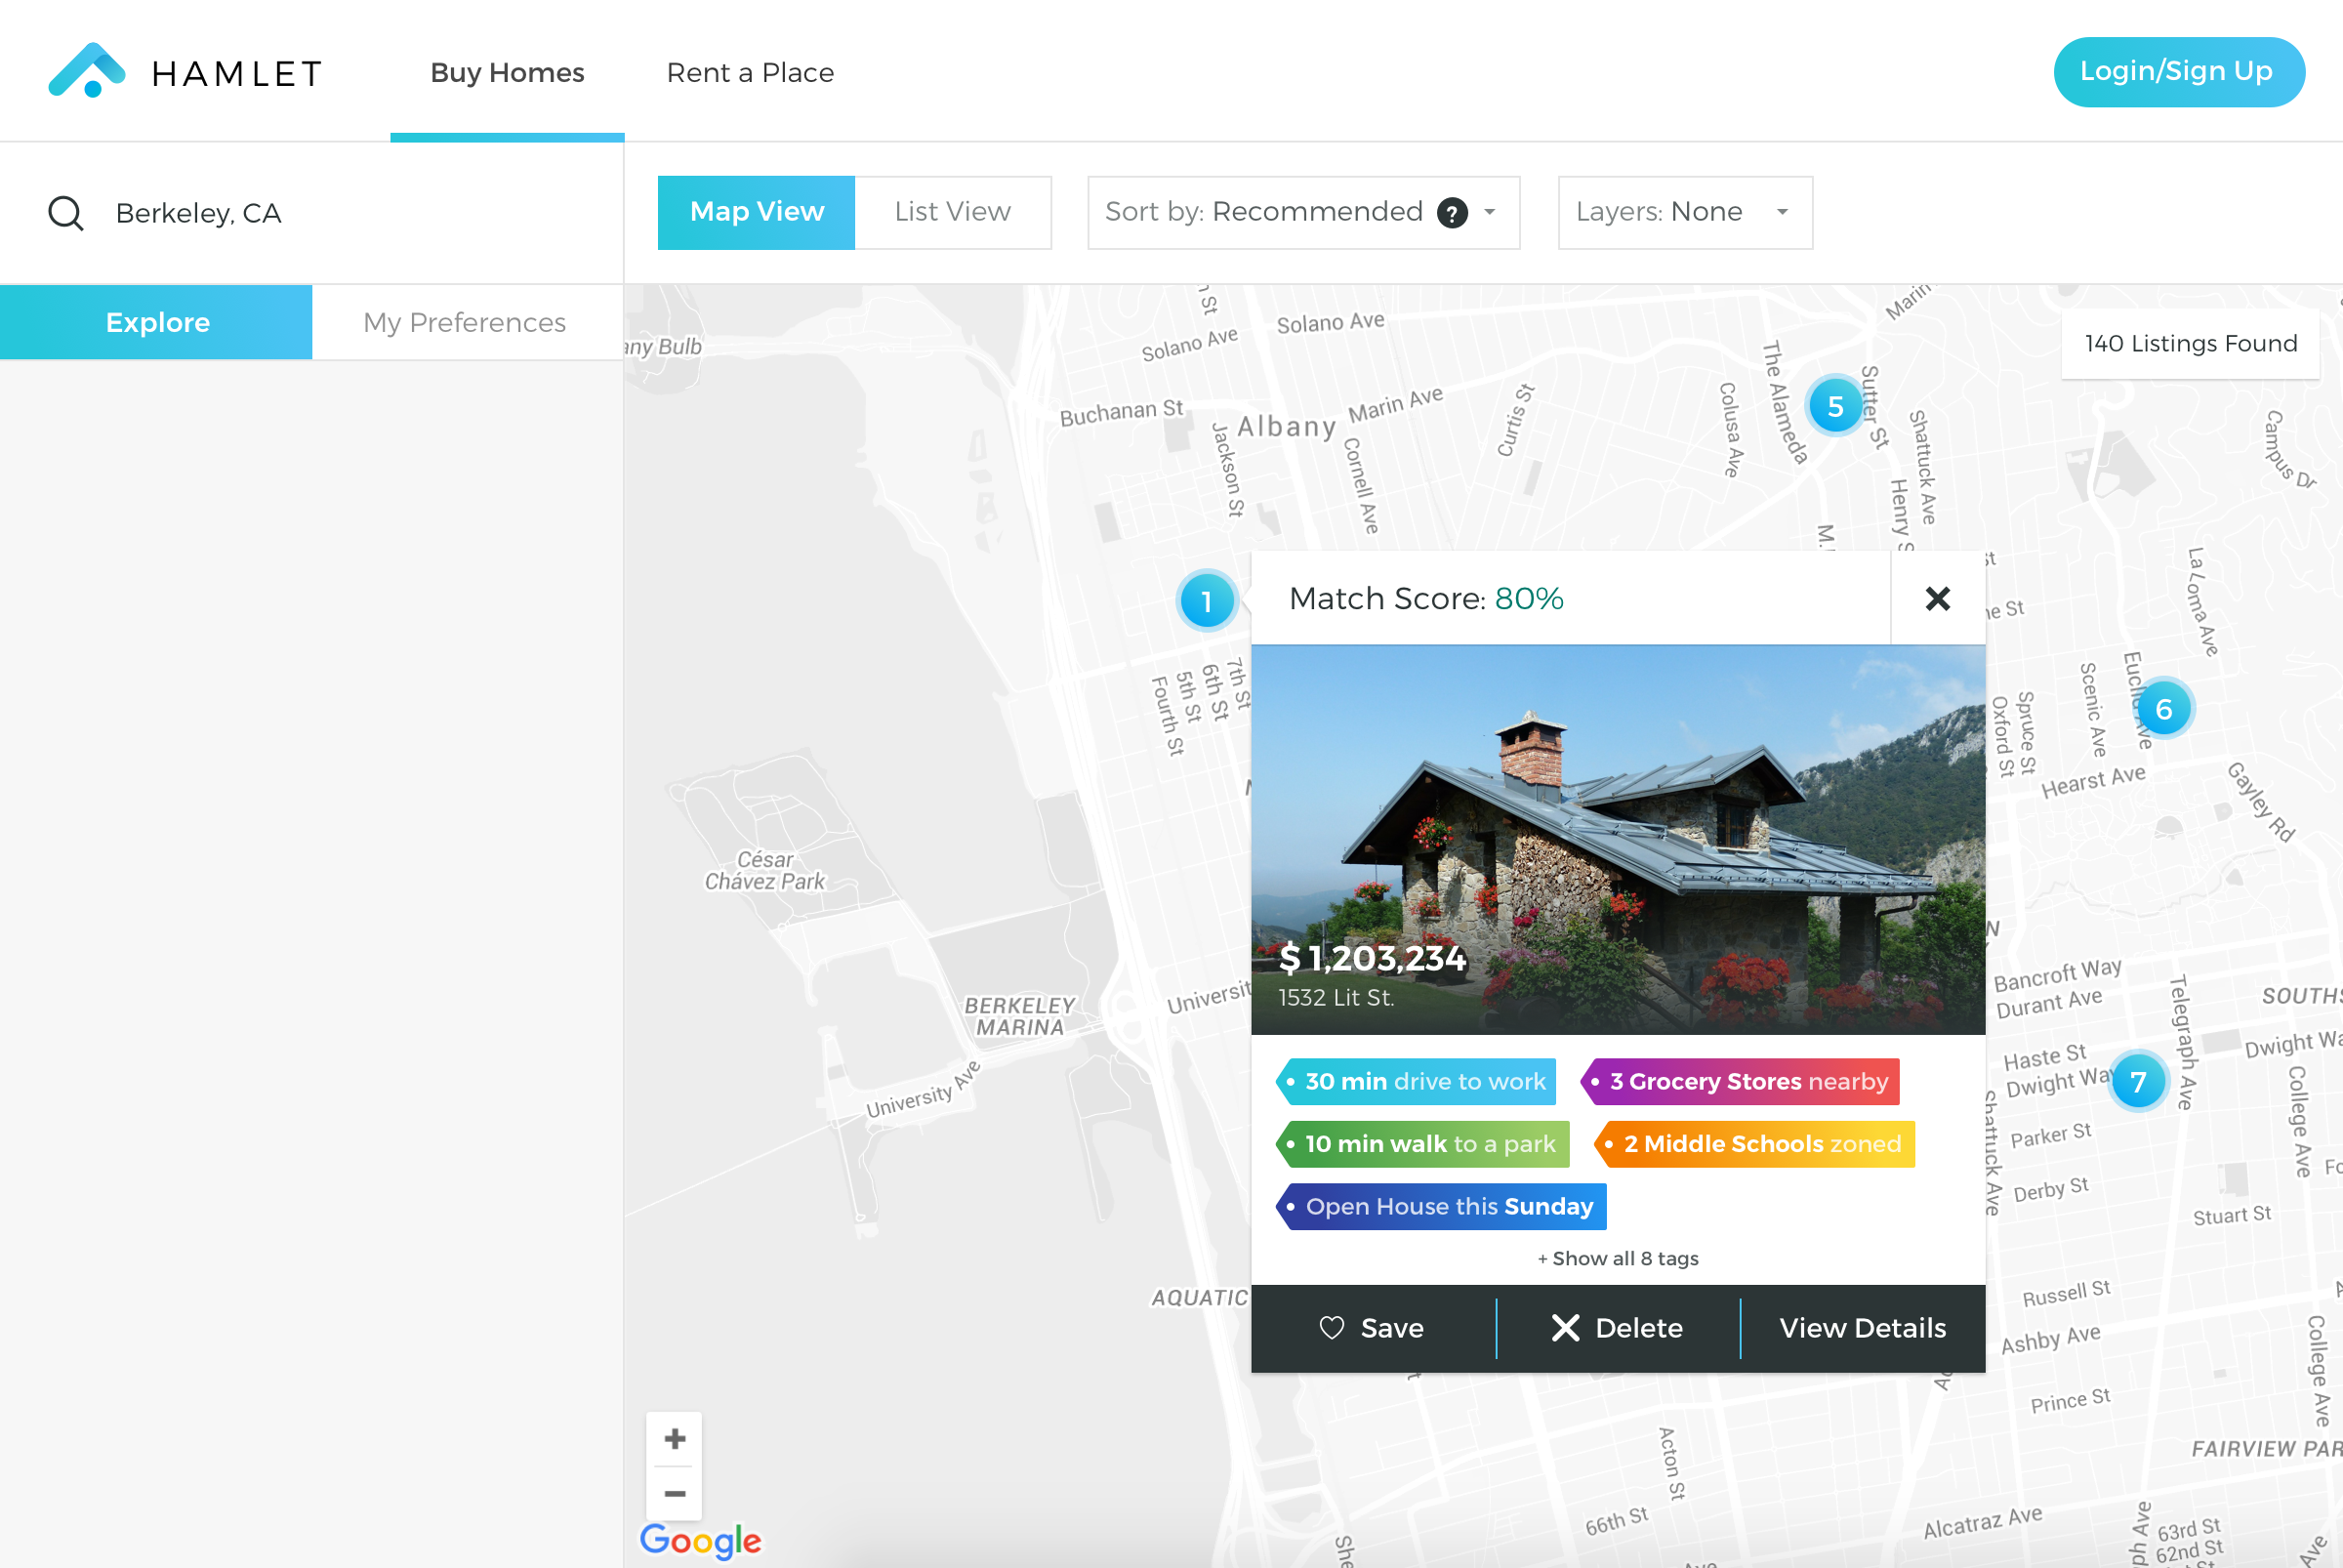 HAMLET
Buy Homes
Rent a Place
Login/Sign Up
Berkeley, CA
Map View
List View
Sort by: Recommended ?
Layers: None
Explore
My Preferences
140 Listings Found
Solano Ave
Solano Ave
Marin
Buchanan St
Albany
Marin Ave
Jackson St
Cornell Ave
Curtis St
Colusa Ave
The Alameda
5
Sutter St
Shattuck Ave
Henry S
Campus Dr
La Loma Ave
1
Match Score: 80%
7th St
6th St
5th St
Fourth St
Euclid Ave
6
Scenic Ave
Spruce St
Oxford St
Hearst Ave
Gayley Rd
César
Chávez Park
$ 1,203,234
1532 Lit St.
BERKELEY
MARINA
University Ave
Universit
Bancroft Way
Durant Ave
Telegraph Ave
Haste St
Dwight Way
7
Dwight Wa
College Ave
Shattuck Ave
Parker St
Derby St
Stuart St
30 min drive to work
3 Grocery Stores nearby
10 min walk to a park
2 Middle Schools zoned
Open House this Sunday
+ Show all 8 tags
AQUATIC
Save
Delete
View Details
Russell St
Ashby Ave
Prince St
College Ave
FAIRVIEW PAR
Acton St
66th St
Alcatraz Ave
63rd St
62nd St
+
−
Google